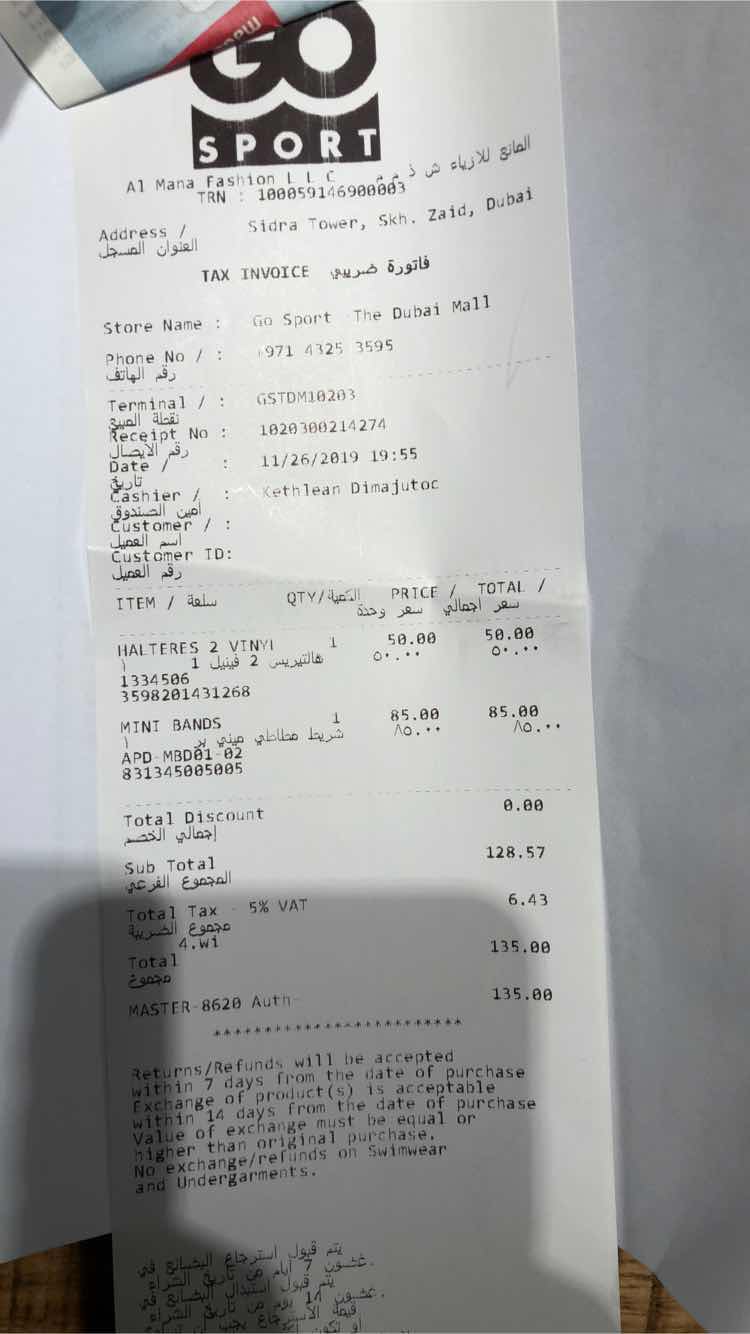 GO
SPORT
Al Mana Fashion L L C المانع للازياء ش ذ م م
TRN : 100059146900003
Address / Sidra Tower, Skh. Zaid, Dubai
العنوان المسجل
TAX INVOICE فاتورة ضريبي
Store Name : Go Sport The Dubai Mall
Phone No / : +971 4325 3595
رقم الهاتف
Terminal / : GSTDM10203
نقطة المبيع
Receipt No : 1020300214274
رقم الايصال
Date / : 11/26/2019 19:55
تاريخ
Cashier / : Kethlean Dimajutoc
أمين الصندوق
Customer / :
اسم العميل
Customer ID:
رقم العميل
ITEM / سلعة QTY/الكمية PRICE / TOTAL /
سعر وحدة سعر اجمالي
HALTERES 2 VINYI 1 50.00 50.00
هالتيريس 2 فينيل 1 ١ ٥٠.٠٠ ٥٠.٠٠
1334506
3598201431268
MINI BANDS 1 85.00 85.00
شريط مطاطي ميني بر ١ ٨٥.٠٠ ٨٥.٠٠
APD-MBD01-02
831345005005
Total Discount 0.00
إجمالي الخصم
Sub Total 128.57
المجموع الفرعي
Total Tax - 5% VAT 6.43
مجموع الضريبة
4.wi
Total 135.00
مجموع
MASTER-8620 Auth- 135.00
**************************
Returns/Refunds will be accepted
within 7 days from the date of purchase
Exchange of product(s) is acceptable
within 14 days from the date of purchase
Value of exchange must be equal or
higher than original purchase.
No exchange/refunds on Swimwear
and Undergarments.
يتم قبول استرجاع البضائع في
غضون 7 أيام من تاريخ الشراء.
يتم قبول استبدال البضائع في
غضون 14 يوم من تاريخ الشراء.
قيمة الاسترجاع يجب أن
او تكون